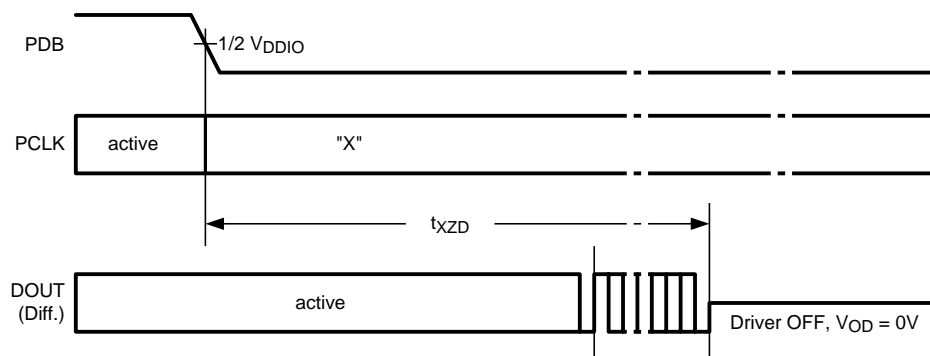 PDB
1/2 VDDIO
PCLK
active
"X"
tXZD
DOUT
(Diff.)
active
Driver OFF, VOD = 0V